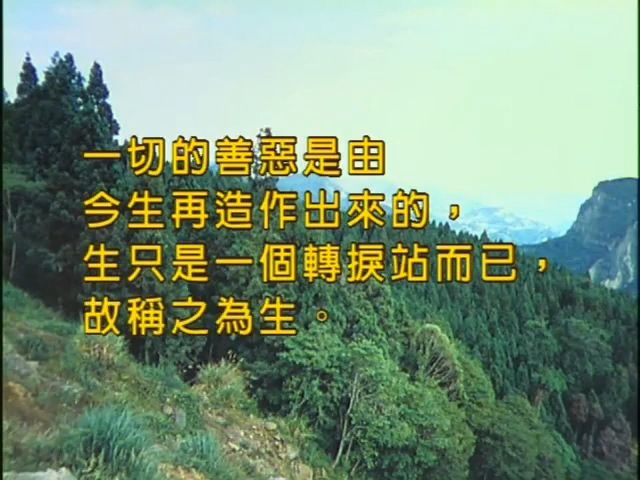 一切的善惡是由
今生再造作出來的，
生只是一個轉捩站而已，
故稱之為生。